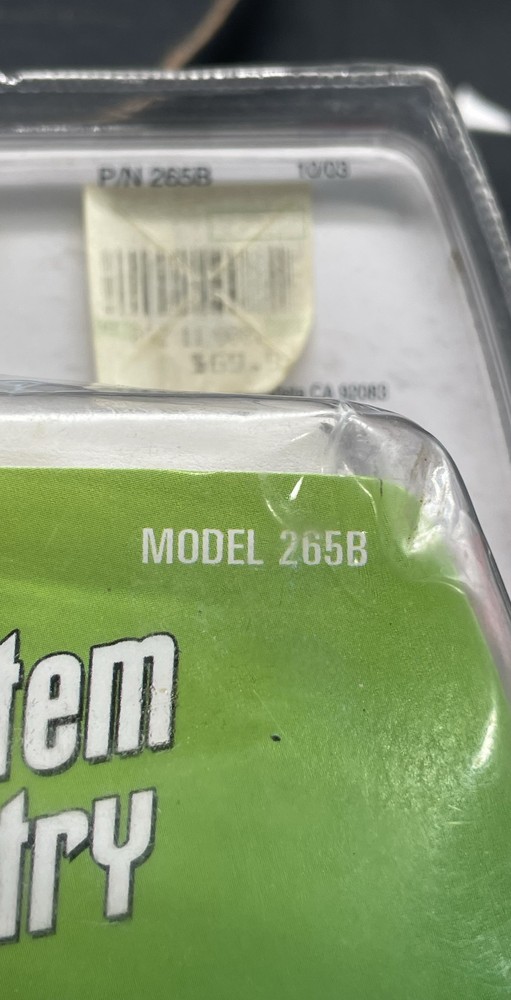 P/N 265B 10/03
$69.
CA 92083
MODEL 265B
tem
try